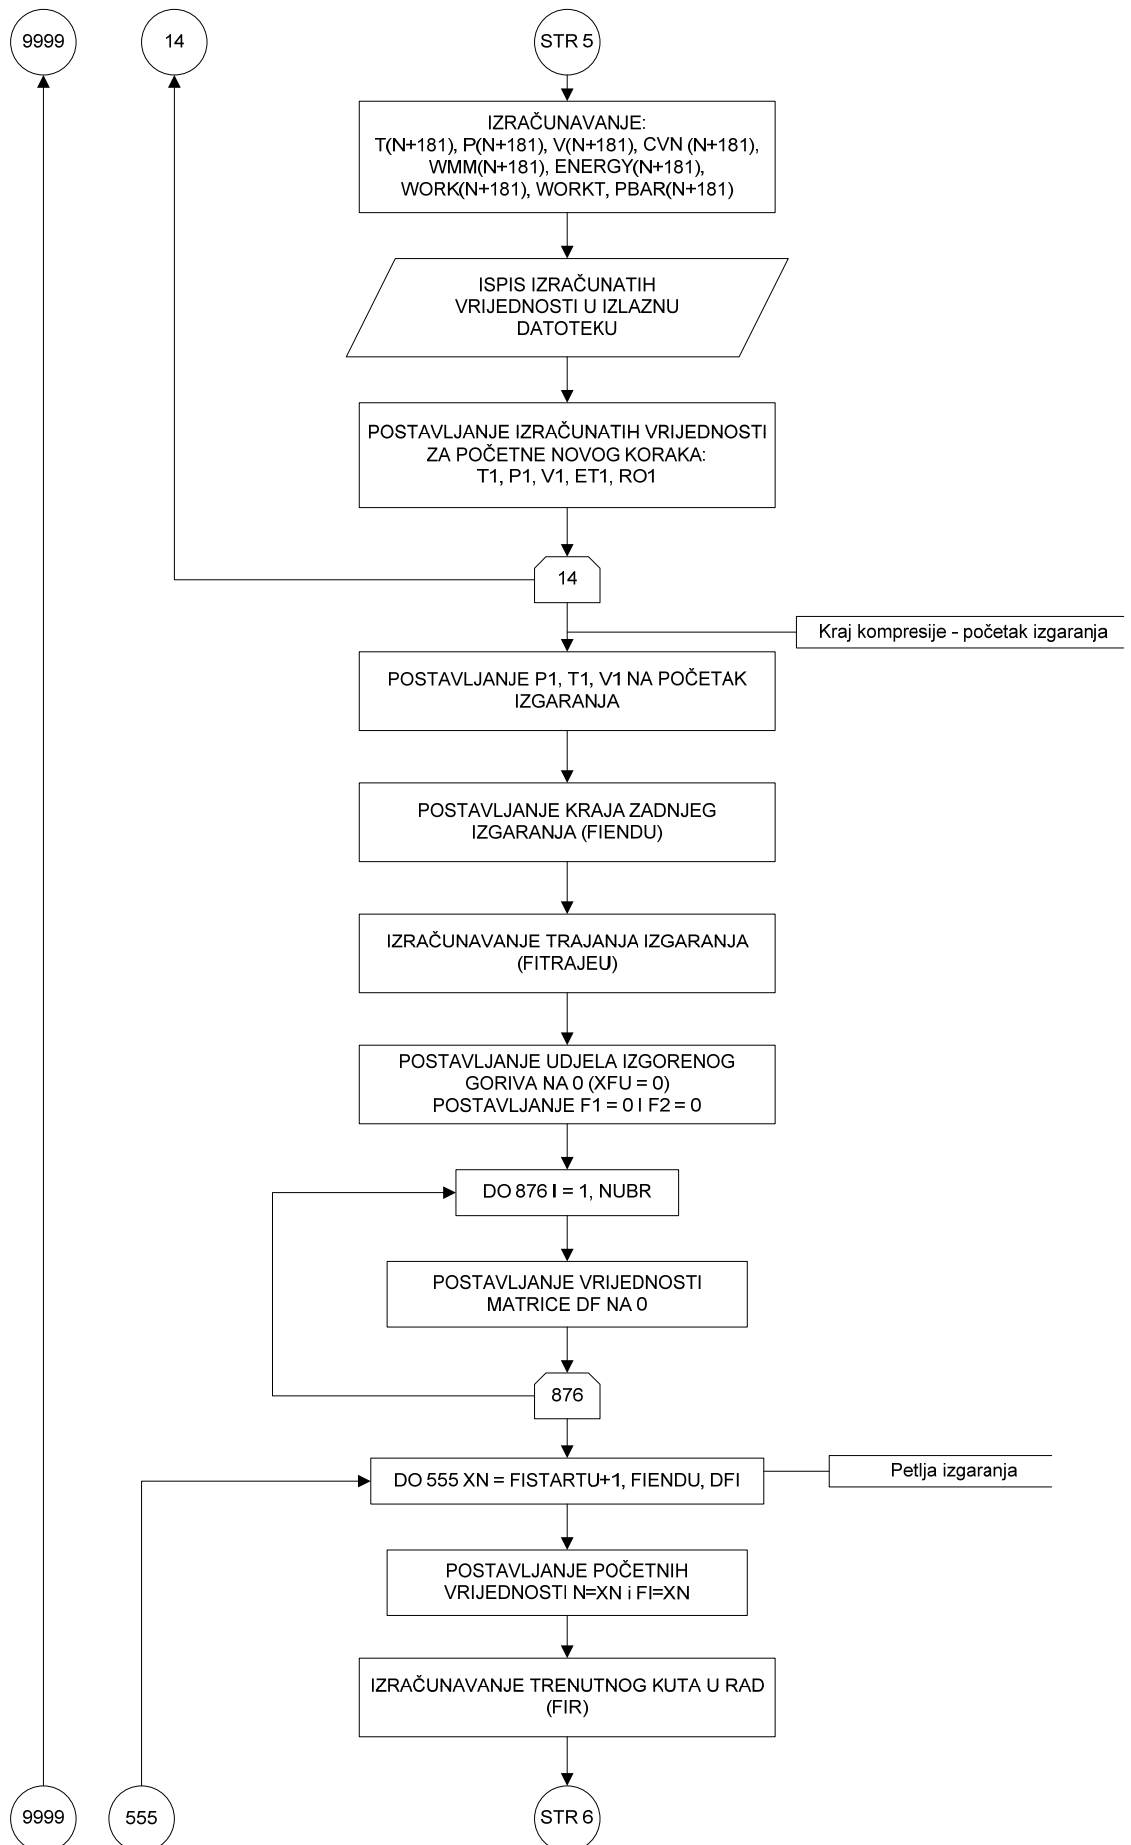 9999
14
STR 5
IZRAČUNAVANJE:
T(N+181), P(N+181), V(N+181), CVN (N+181),
WMM(N+181), ENERGY(N+181),
WORK(N+181), WORKT, PBAR(N+181)
ISPIS IZRAČUNATIH
VRIJEDNOSTI U IZLAZNU
DATOTEKU
POSTAVLJANJE IZRAČUNATIH VRIJEDNOSTI
ZA POČETNE NOVOG KORAKA:
T1, P1, V1, ET1, RO1
14
Kraj kompresije - početak izgaranja
POSTAVLJANJE P1, T1, V1 NA POČETAK
IZGARANJA
POSTAVLJANJE KRAJA ZADNJEG
IZGARANJA (FIENDU)
IZRAČUNAVANJE TRAJANJA IZGARANJA
(FITRAJEU)
POSTAVLJANJE UDJELA IZGORENOG
GORIVA NA 0 (XFU = 0)
POSTAVLJANJE F1 = 0 I F2 = 0
DO 876 I = 1, NUBR
POSTAVLJANJE VRIJEDNOSTI
MATRICE DF NA 0
876
DO 555 XN = FISTARTU+1, FIENDU, DFI
Petlja izgaranja
POSTAVLJANJE POČETNIH
VRIJEDNOSTI N=XN i FI=XN
IZRAČUNAVANJE TRENUTNOG KUTA U RAD
(FIR)
9999
555
STR 6